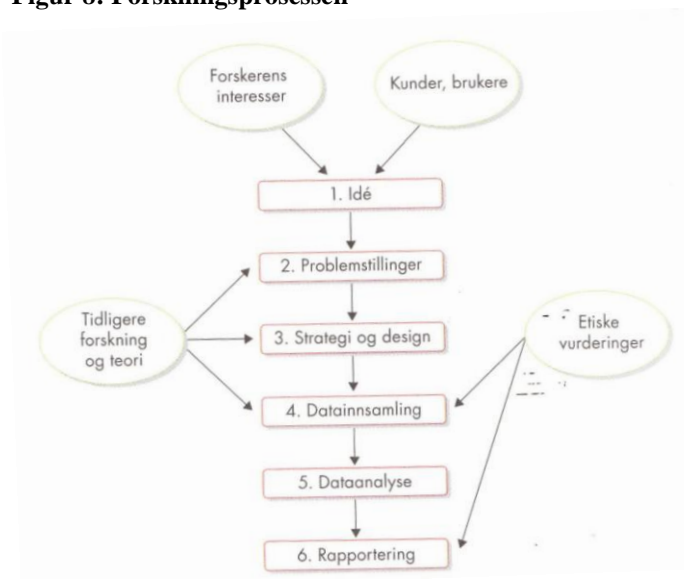 Figur 8: Forskningsprosessen
Forskerens
interesser
Kunder, brukere
1. Idé
2. Problemstillinger
Tidligere
forskning
og teori
3. Strategi og design
Etiske
vurderinger
4. Datainnsamling
5. Dataanalyse
6. Rapportering